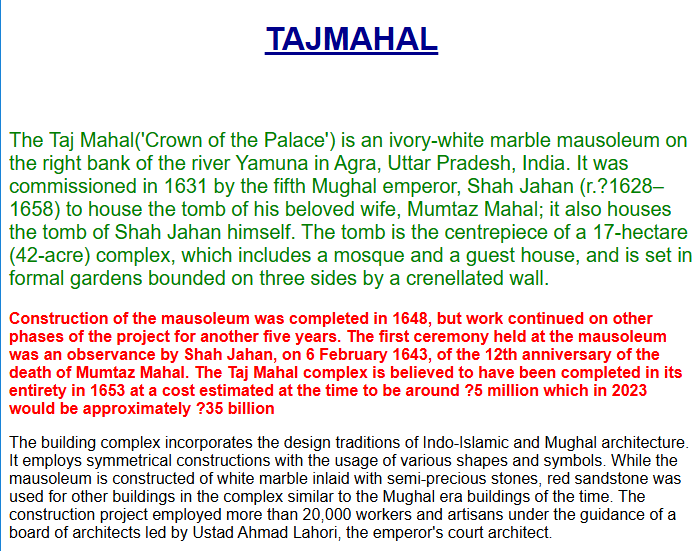 TAJMAHAL
The Taj Mahal('Crown of the Palace') is an ivory-white marble mausoleum on
the right bank of the river Yamuna in Agra, Uttar Pradesh, India. It was
commissioned in 1631 by the fifth Mughal emperor, Shah Jahan (r.?1628–
1658) to house the tomb of his beloved wife, Mumtaz Mahal; it also houses
the tomb of Shah Jahan himself. The tomb is the centrepiece of a 17-hectare
(42-acre) complex, which includes a mosque and a guest house, and is set in
formal gardens bounded on three sides by a crenellated wall.
Construction of the mausoleum was completed in 1648, but work continued on other
phases of the project for another five years. The first ceremony held at the mausoleum
was an observance by Shah Jahan, on 6 February 1643, of the 12th anniversary of the
death of Mumtaz Mahal. The Taj Mahal complex is believed to have been completed in its
entirety in 1653 at a cost estimated at the time to be around ?5 million which in 2023
would be approximately ?35 billion
The building complex incorporates the design traditions of Indo-Islamic and Mughal architecture.
It employs symmetrical constructions with the usage of various shapes and symbols. While the
mausoleum is constructed of white marble inlaid with semi-precious stones, red sandstone was
used for other buildings in the complex similar to the Mughal era buildings of the time. The
construction project employed more than 20,000 workers and artisans under the guidance of a
board of architects led by Ustad Ahmad Lahori, the emperor's court architect.